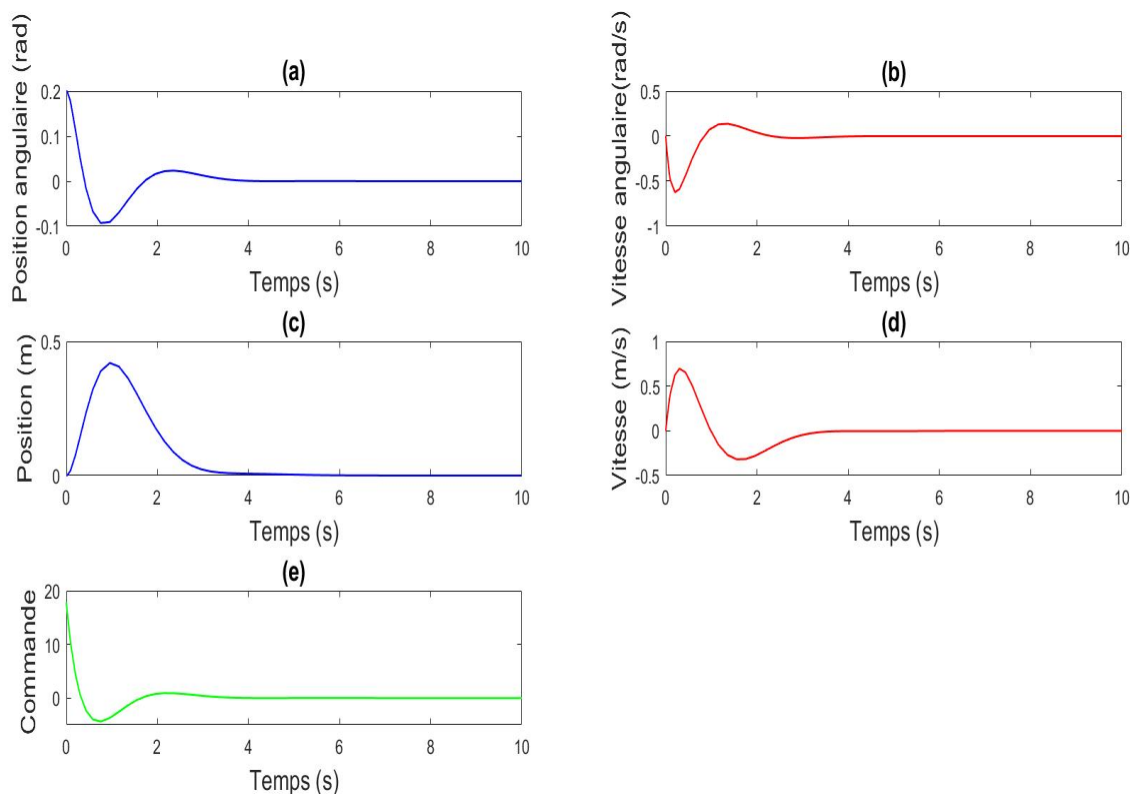 (a)
Position angulaire (rad)
0.2
0.1
0
-0.1
0 2 4 6 8 10
Temps (s)
(b)
Vitesse angulaire(rad/s)
0.5
0
-0.5
-1
0 2 4 6 8 10
Temps (s)
(c)
Position (m)
0.5
0
0 2 4 6 8 10
Temps (s)
(d)
Vitesse (m/s)
1
0.5
0
-0.5
0 2 4 6 8 10
Temps (s)
(e)
Commande
20
10
0
0 2 4 6 8 10
Temps (s)